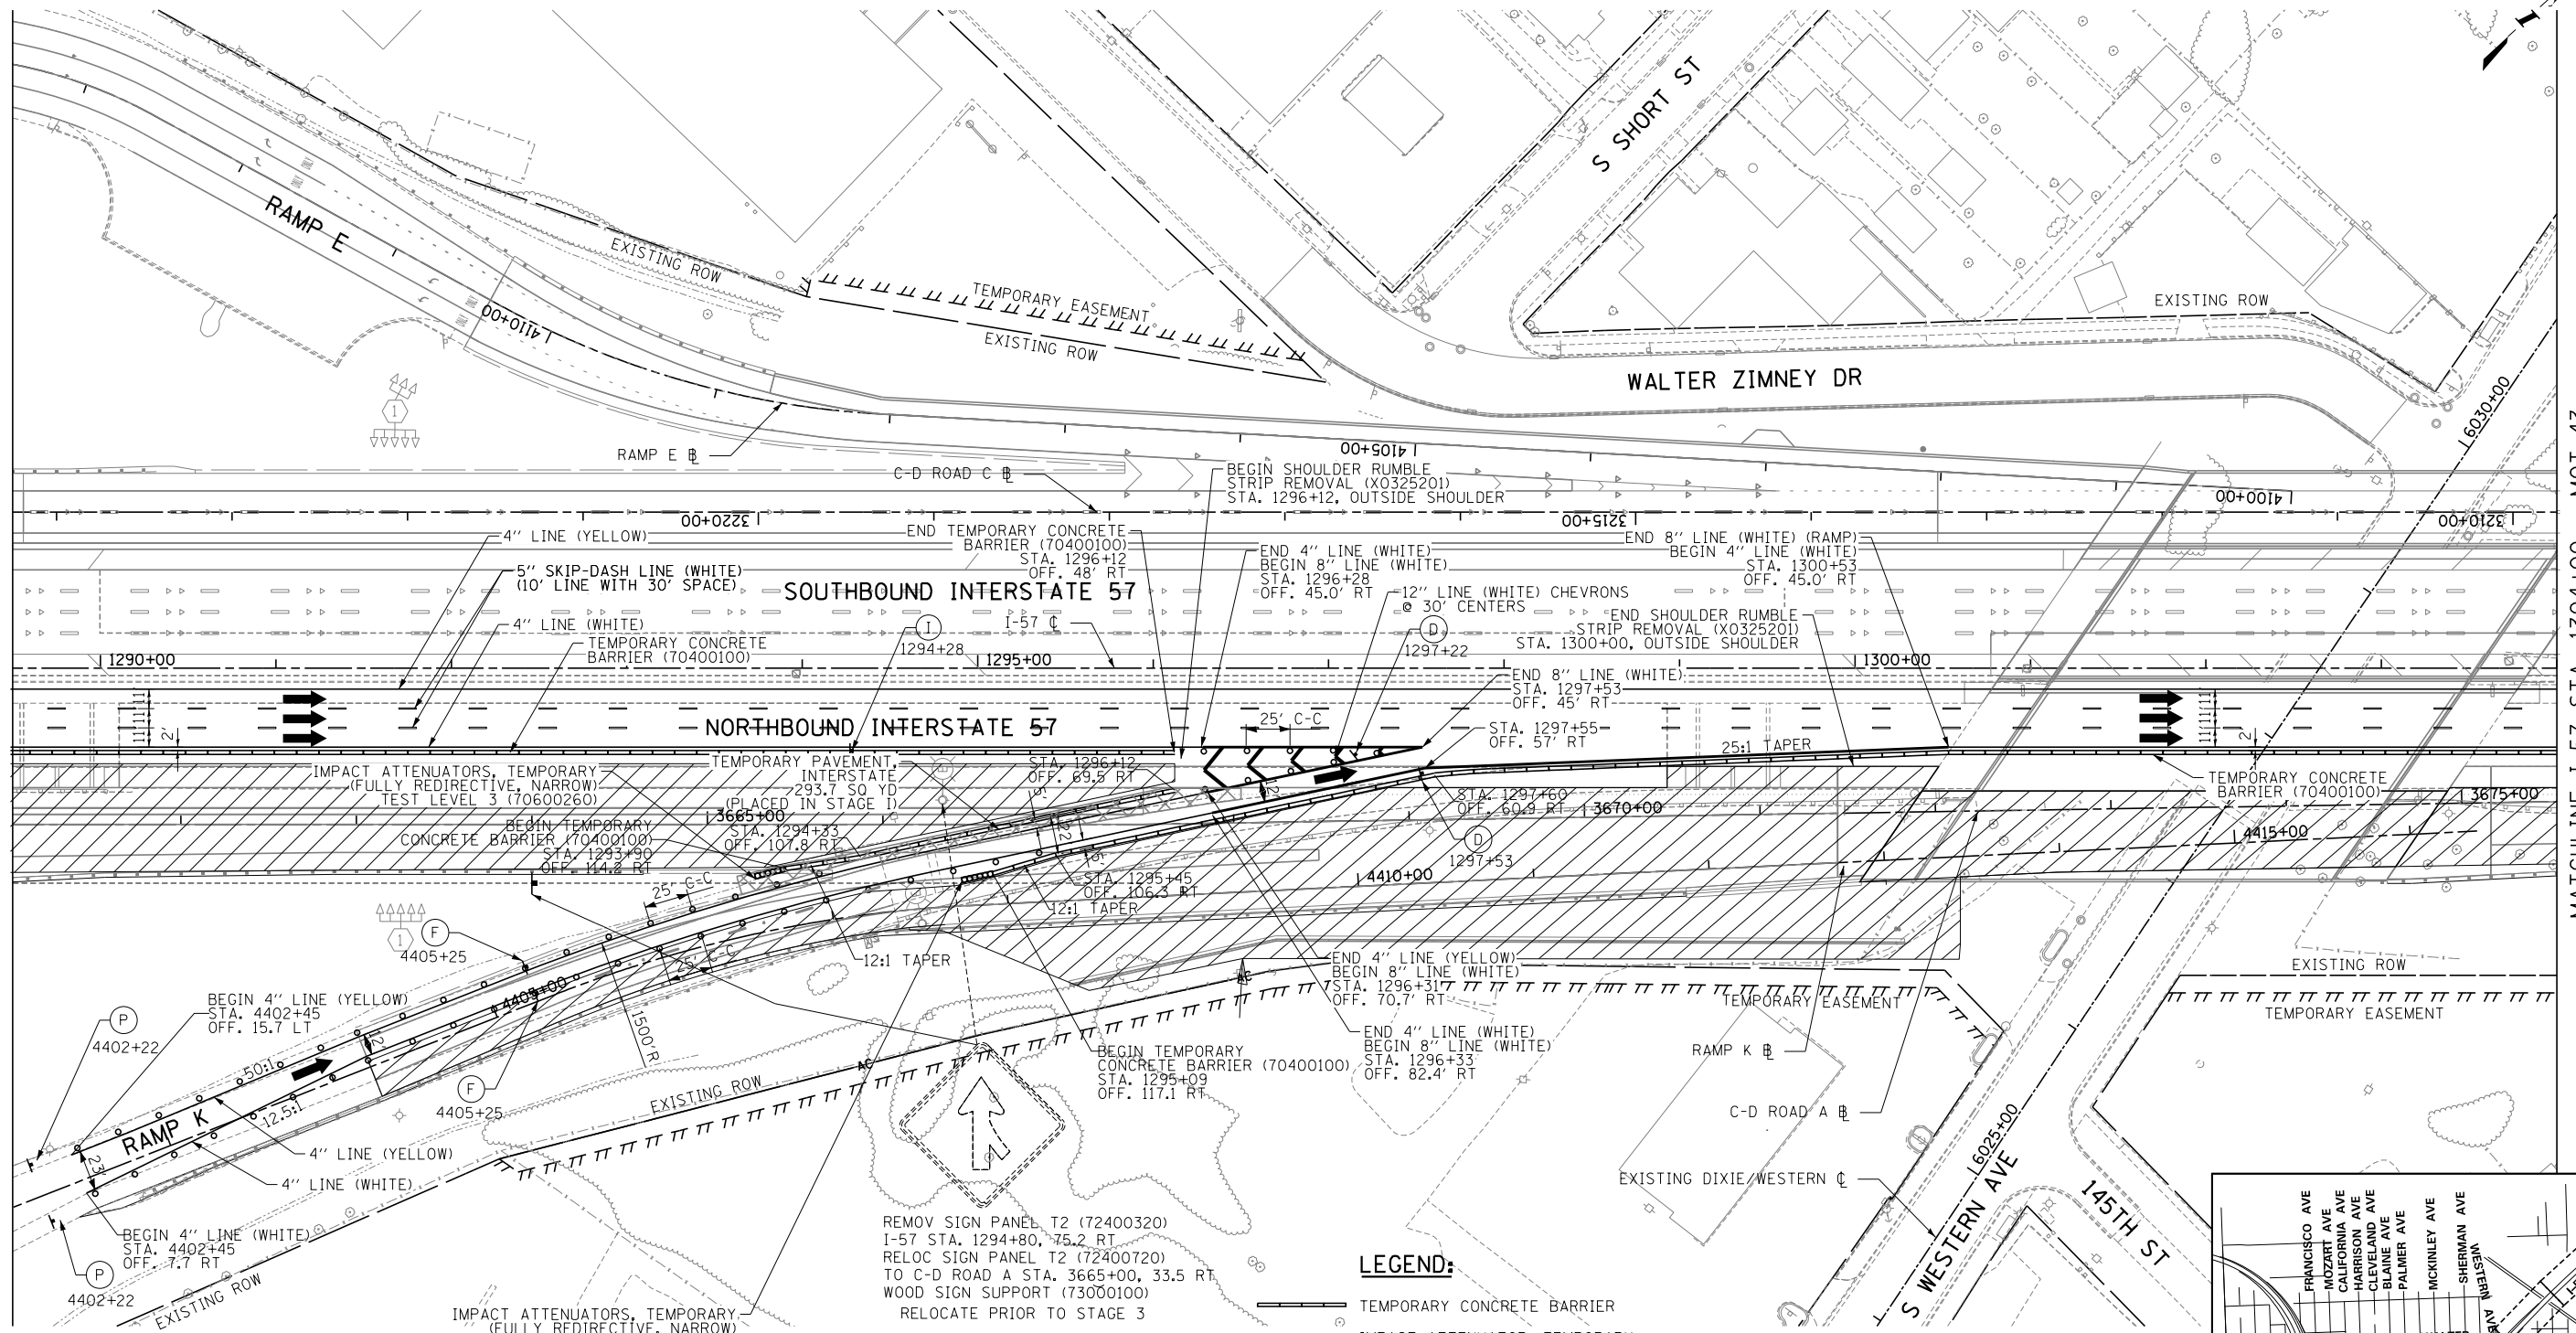 S SHORT ST
RAMP E
EXISTING ROW
TEMPORARY EASEMENT
EXISTING ROW
EXISTING ROW
WALTER ZIMNEY DR
4110+00
6030+00
1
RAMP E ℄
4105+00
C-D ROAD C ℄
BEGIN SHOULDER RUMBLE
STRIP REMOVAL (X0325201)
STA. 1296+12, OUTSIDE SHOULDER
4100+00
3220+00
3215+00
3210+00
4" LINE (YELLOW)
END TEMPORARY CONCRETE
BARRIER (70400100)
STA. 1296+12
OFF. 48' RT
END 8" LINE (WHITE) (RAMP)
BEGIN 4" LINE (WHITE)
STA. 1300+53
OFF. 45.0' RT
END 4" LINE (WHITE)
BEGIN 8" LINE (WHITE)
STA. 1296+28
OFF. 45.0' RT
5" SKIP-DASH LINE (WHITE)
(10' LINE WITH 30' SPACE)
SOUTHBOUND INTERSTATE 57
12" LINE (WHITE) CHEVRONS
@ 30' CENTERS
4" LINE (WHITE)
I
1294+28
I-57 ℄
D
1297+22
END SHOULDER RUMBLE
STRIP REMOVAL (X0325201)
STA. 1300+00, OUTSIDE SHOULDER
TEMPORARY CONCRETE
BARRIER (70400100)
1290+00
1295+00
1300+00
END 8" LINE (WHITE)
STA. 1297+53
OFF. 45' RT
11' 11' 11'
2'
NORTHBOUND INTERSTATE 57
25' C-C
STA. 1297+55
OFF. 57' RT
25:1 TAPER
11' 11' 11'
2'
IMPACT ATTENUATORS, TEMPORARY
(FULLY REDIRECTIVE, NARROW)
TEST LEVEL 3 (70600260)
TEMPORARY PAVEMENT,
INTERSTATE
293.7 SQ YD
(PLACED IN STAGE I)
STA. 1296+12
OFF. 69.5 RT
TEMPORARY CONCRETE
BARRIER (70400100)
STA. 1297+60
OFF. 60.9 RT
3665+00
3670+00
3675+00
BEGIN TEMPORARY
CONCRETE BARRIER (70400100)
STA. 1293+90
OFF. 114.2 RT
STA. 1294+33
OFF. 107.8 RT
5'
22'
5'
D
1297+53
4415+00
4410+00
STA. 1295+45
OFF. 106.3 RT
25' C-C
12:1 TAPER
1
F
4405+25
12:1 TAPER
25' C-C
4405+00
1500'R
END 4" LINE (YELLOW)
BEGIN 8" LINE (WHITE)
STA. 1296+31
OFF. 70.7' RT
TEMPORARY EASEMENT
EXISTING ROW
TEMPORARY EASEMENT
BEGIN 4" LINE (YELLOW)
STA. 4402+45
OFF. 15.7 LT
P
4402+22
END 4" LINE (WHITE)
BEGIN 8" LINE (WHITE)
STA. 1296+33
OFF. 82.4' RT
BEGIN TEMPORARY
CONCRETE BARRIER (70400100)
STA. 1295+09
OFF. 117.1 RT
RAMP K ℄
50:1
12.5:1
F
4405+25
AC
AC
EXISTING ROW
C-D ROAD A ℄
RAMP K
23'
4" LINE (YELLOW)
4" LINE (WHITE)
EXISTING DIXIE/WESTERN ℄
6025+00
S WESTERN AVE
145TH ST
BEGIN 4" LINE (WHITE)
STA. 4402+45
OFF. 7.7 RT
P
4402+22
EXISTING ROW
REMOV SIGN PANEL T2 (72400320)
I-57 STA. 1294+80, 75.2 RT
RELOC SIGN PANEL T2 (72400720)
TO C-D ROAD A STA. 3665+00, 33.5 RT
WOOD SIGN SUPPORT (73000100)
RELOCATE PRIOR TO STAGE 3
IMPACT ATTENUATORS, TEMPORARY
(FULLY REDIRECTIVE, NARROW)
LEGEND:
TEMPORARY CONCRETE BARRIER
FRANCISCO AVE
MOZART AVE
CALIFORNIA AVE
HARRISON AVE
CLEVELAND AVE
BLAINE AVE
PALMER AVE
MCKINLEY AVE
SHERMAN AVE
WESTERN AVE